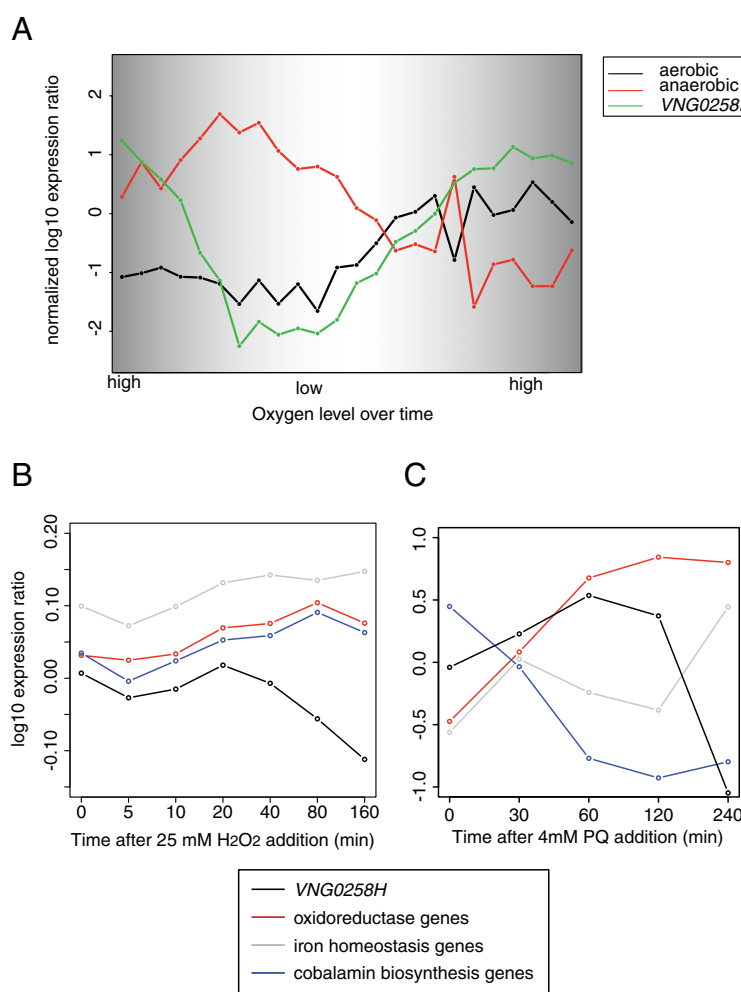 A
normalized log10 expression ratio
2
1
0
-1
-2
high
low
high
Oxygen level over time
aerobic
anaerobic
VNG0258
B
log10 expression ratio
0.20
0.10
0.00
-0.10
0 5 10 20 40 80 160
Time after 25 mM H2O2 addition (min)
C
1.0
0.5
0.0
-0.5
-1.0
0 30 60 120 240
Time after 4mM PQ addition (min)
VNG0258H
oxidoreductase genes
iron homeostasis genes
cobalamin biosynthesis genes